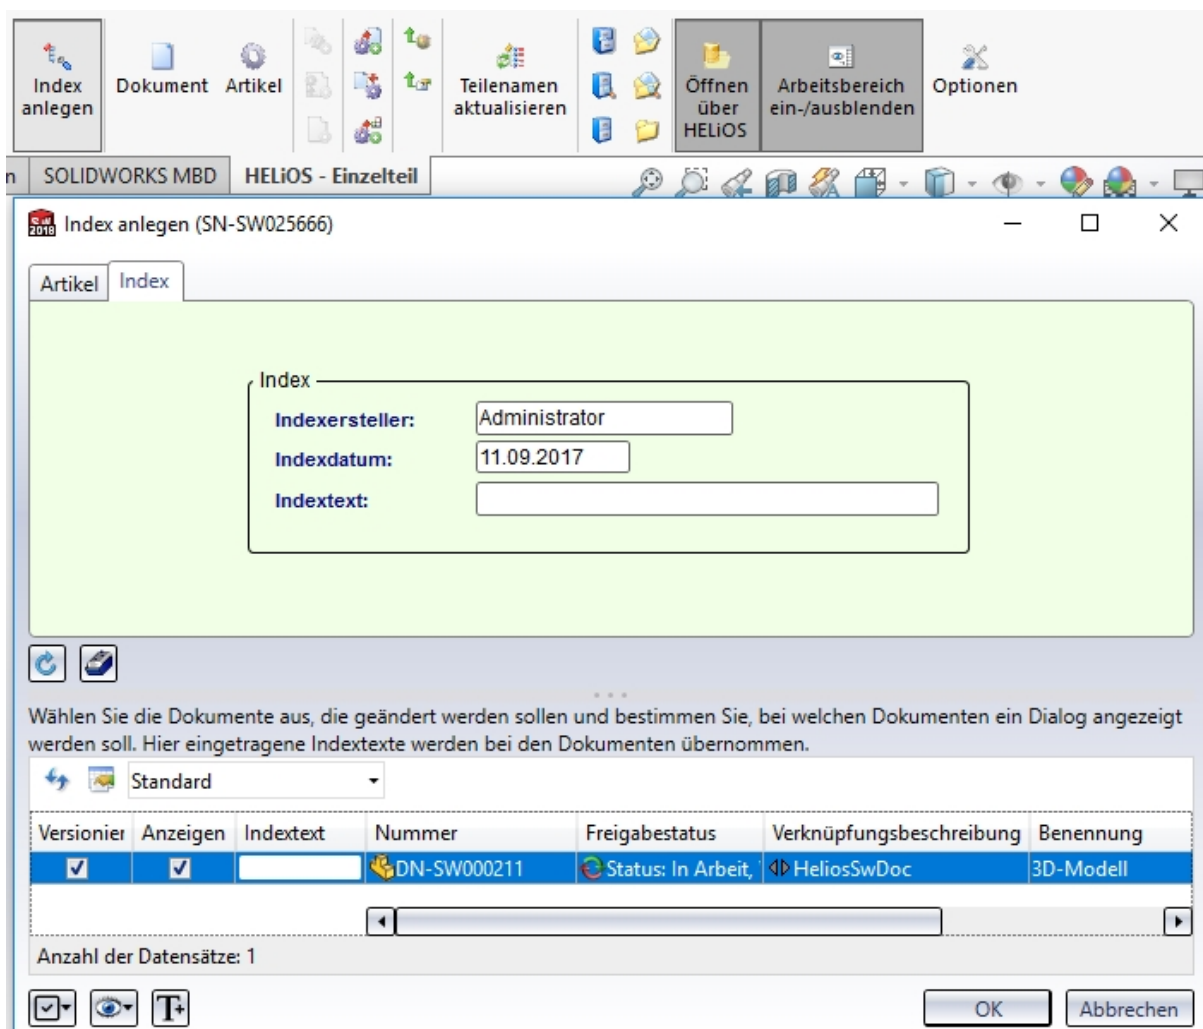 Index anlegen
Dokument
Artikel
Teilenamen aktualisieren
Öffnen über HELiOS
Arbeitsbereich ein-/ausblenden
Optionen
n
SOLIDWORKS MBD
HELiOS - Einzelteil
SW 2018
Index anlegen (SN-SW025666)
Artikel
Index
Index
Indexersteller: Administrator
Indexdatum: 11.09.2017
Indextext:
Wählen Sie die Dokumente aus, die geändert werden sollen und bestimmen Sie, bei welchen Dokumenten ein Dialog angezeigt
werden soll. Hier eingetragene Indextexte werden bei den Dokumenten übernommen.
Standard
Versionier Anzeigen Indextext Nummer Freigabestatus Verknüpfungsbeschreibung Benennung
DN-SW000211 Status: In Arbeit, HeliosSwDoc 3D-Modell
Anzahl der Datensätze: 1
T+
OK
Abbrechen